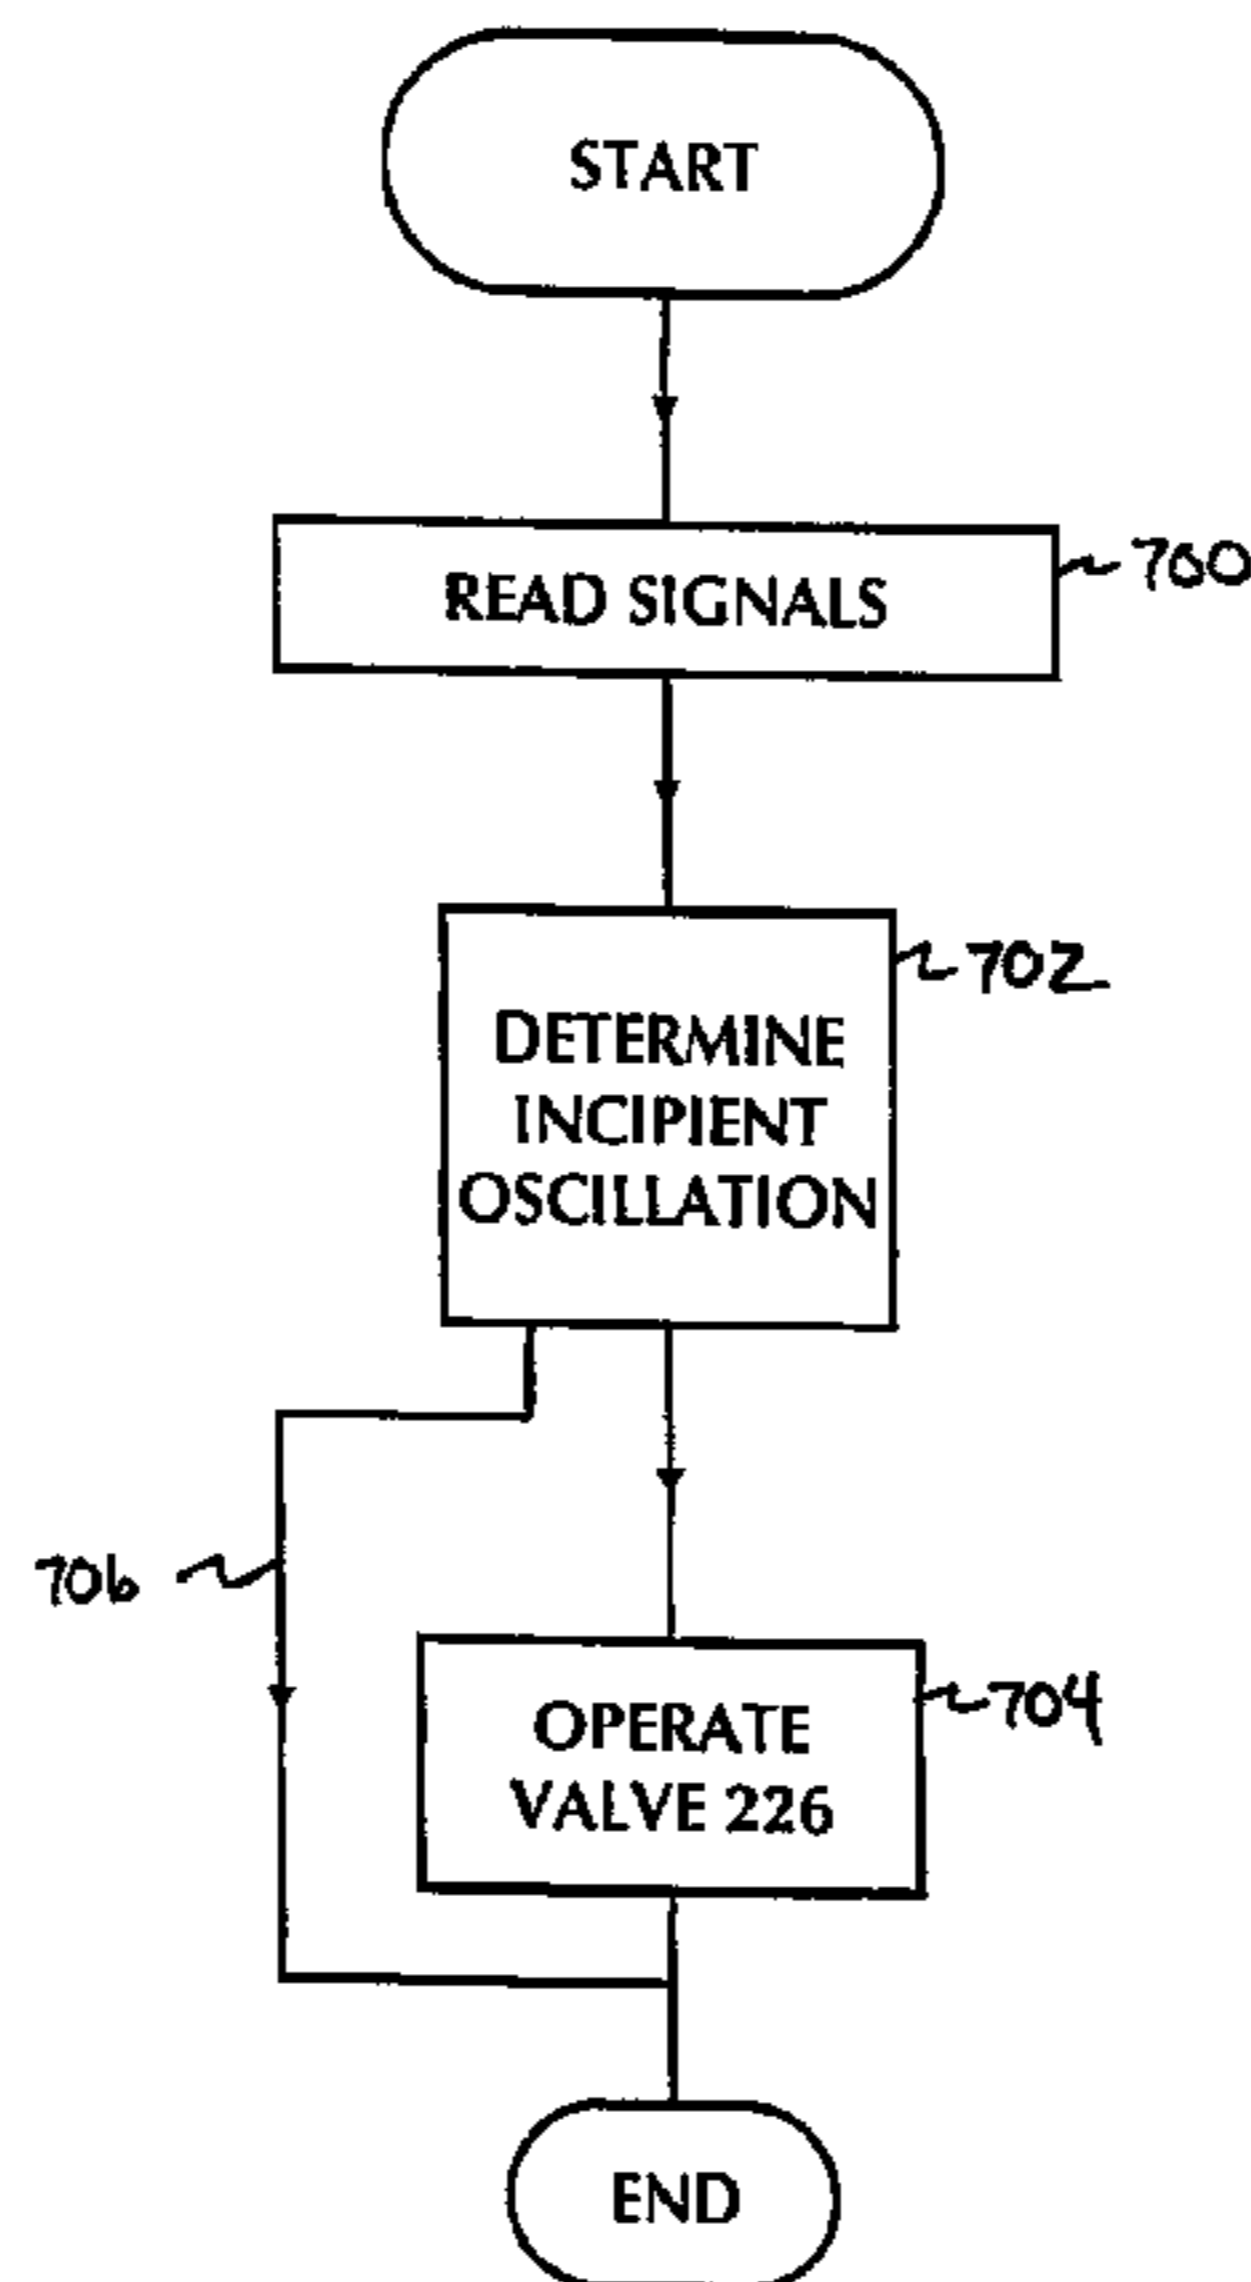 START
READ SIGNALS
700
702
DETERMINE
INCIPIENT
OSCILLATION
706
OPERATE
VALVE 226
704
END